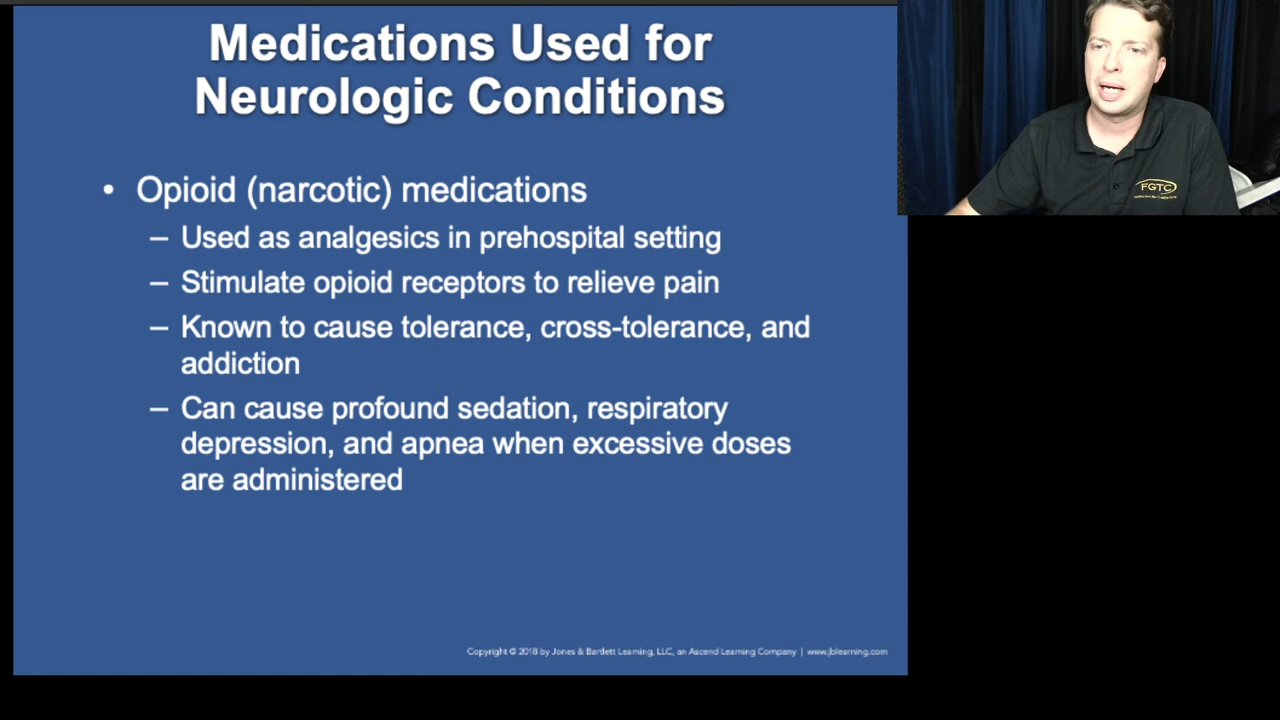 Medications Used for
Neurologic Conditions
• Opioid (narcotic) medications
– Used as analgesics in prehospital setting
– Stimulate opioid receptors to relieve pain
– Known to cause tolerance, cross-tolerance, and
addiction
– Can cause profound sedation, respiratory
depression, and apnea when excessive doses
are administered
Copyright © 2018 by Jones & Bartlett Learning, LLC, an Ascend Learning Company | www.jblearning.com
FGTC